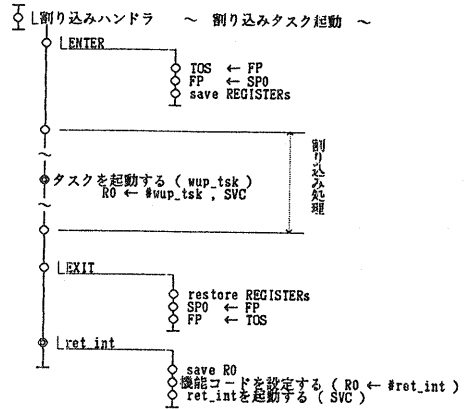 割り込みハンドラ ～ 割り込みタスク起動 ～
ENTER
TOS ← FP
FP ← SP0
save REGISTERs
～
タスクを起動する ( wup_tsk )
R0 ← #wup_tsk , SVC
～
割り込み処理
EXIT
restore REGISTERs
SP0 ← FP
FP ← TOS
ret_int
save R0
機能コードを設定する ( R0 ← #ret_int )
ret_intを起動する ( SVC )